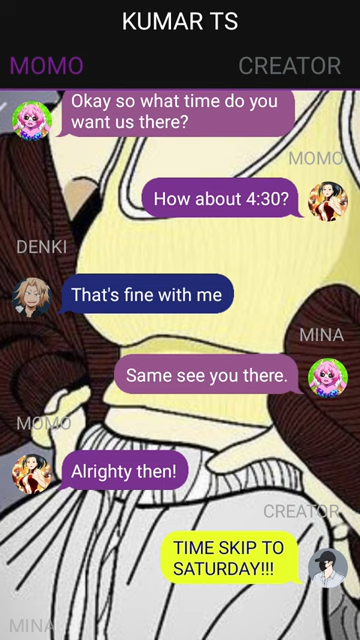 KUMAR TS
MOMO
CREATOR
Okay so what time do you
want us there?
MOMO
How about 4:30?
DENKI
That's fine with me
MINA
Same see you there.
MOMO
Alrighty then!
CREATOR
TIME SKIP TO
SATURDAY!!!
MINA